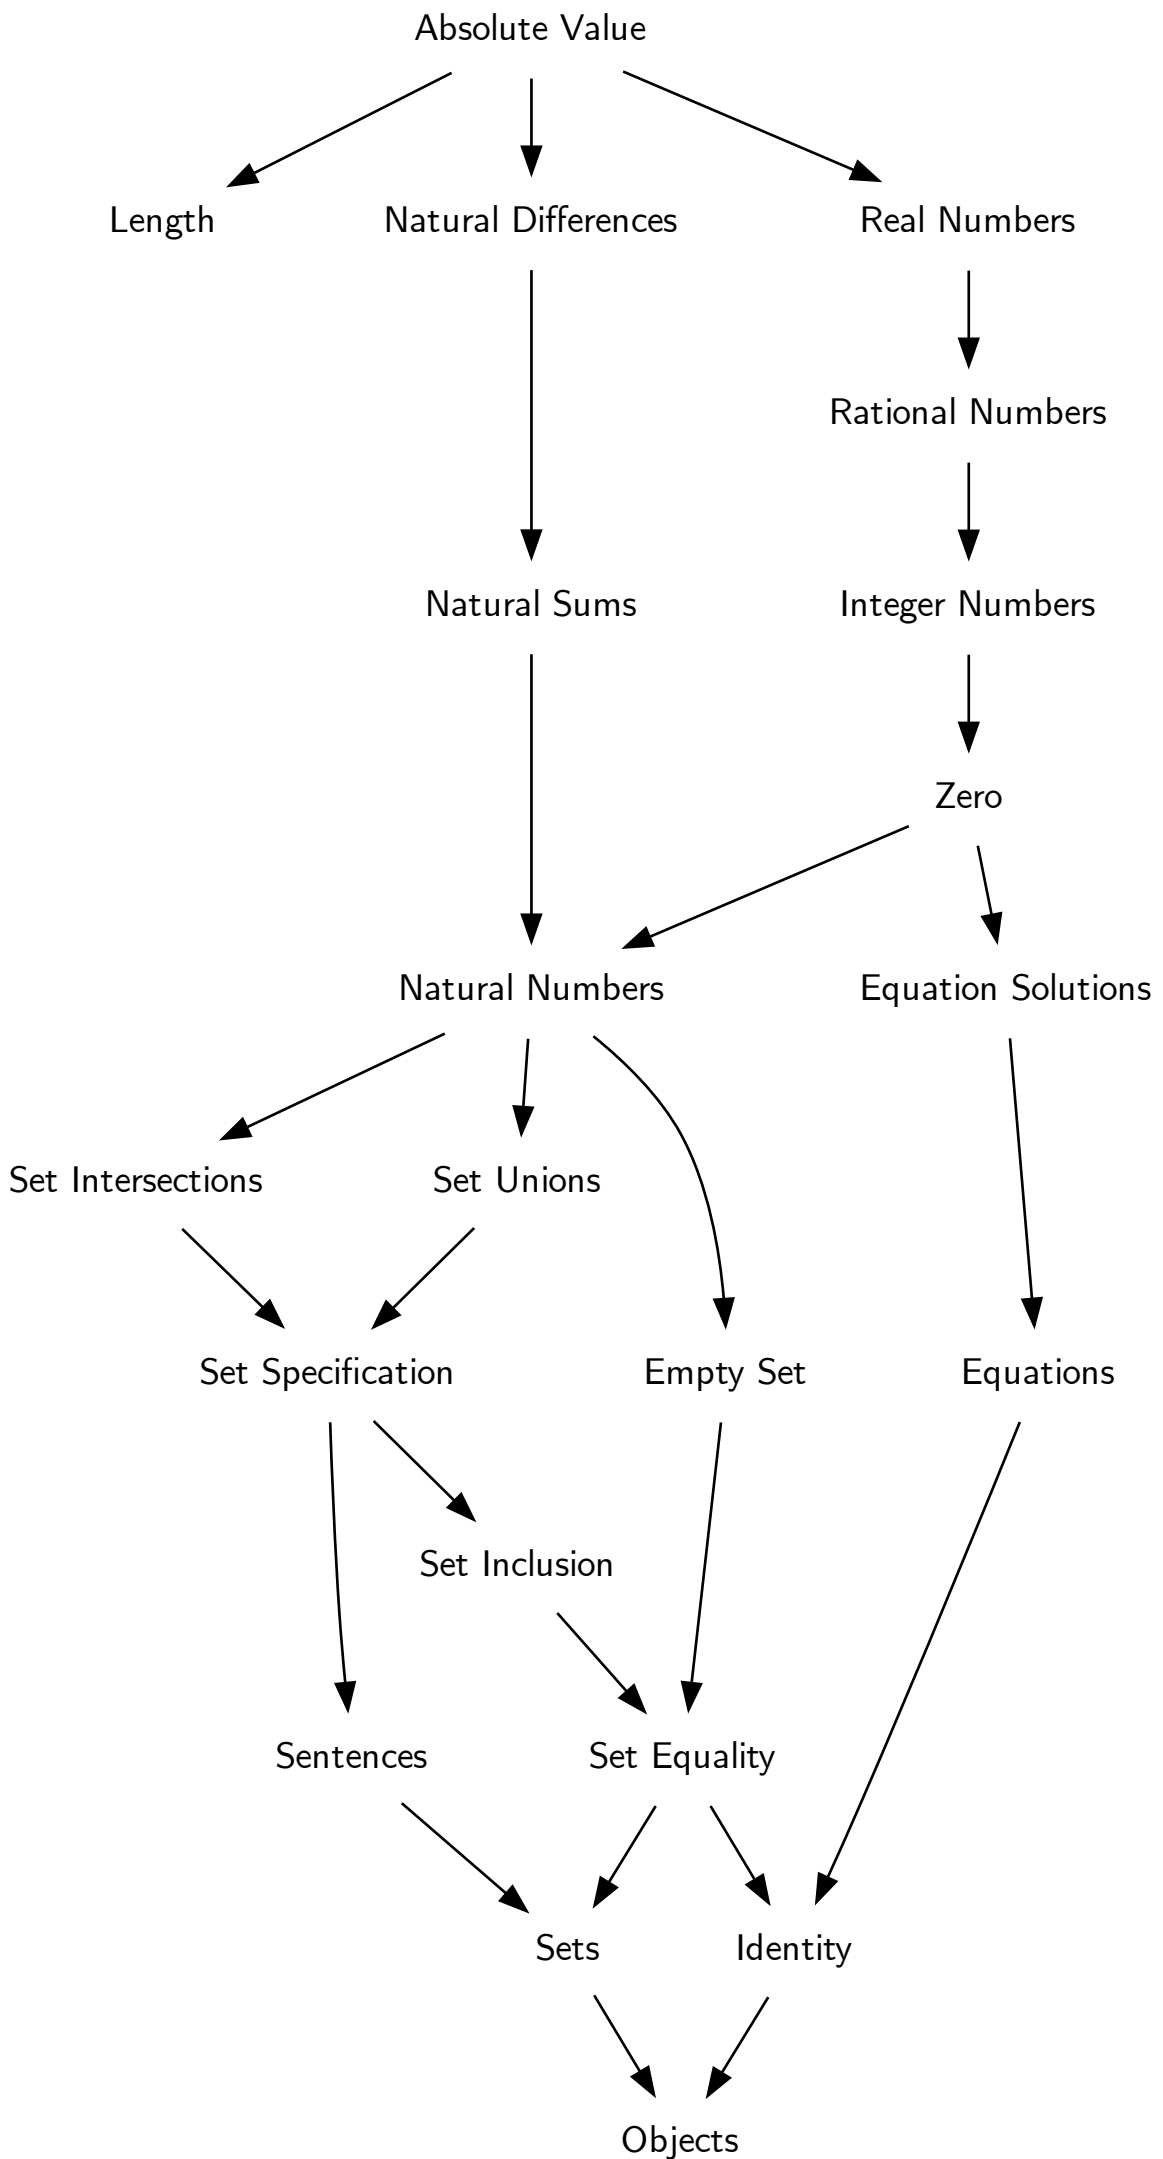 Absolute Value
Length
Natural Differences
Real Numbers
Rational Numbers
Natural Sums
Integer Numbers
Zero
Natural Numbers
Equation Solutions
Set Intersections
Set Unions
Set Specification
Empty Set
Equations
Set Inclusion
Sentences
Set Equality
Sets
Identity
Objects